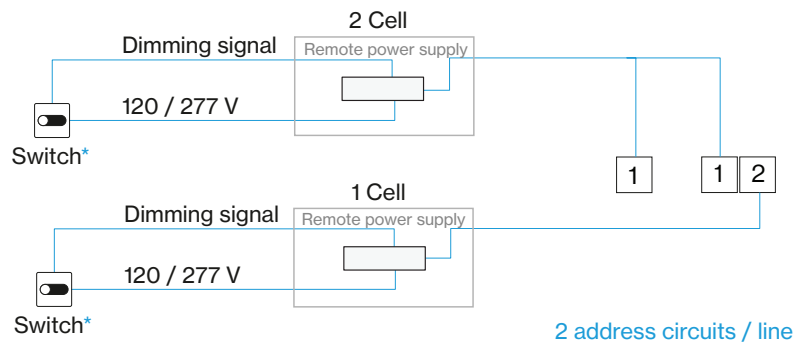 2 Cell
Dimming signal
Remote power supply
120 / 277 V
Switch*
1
1 2
1 Cell
Dimming signal
Remote power supply
120 / 277 V
Switch*
2 address circuits / line